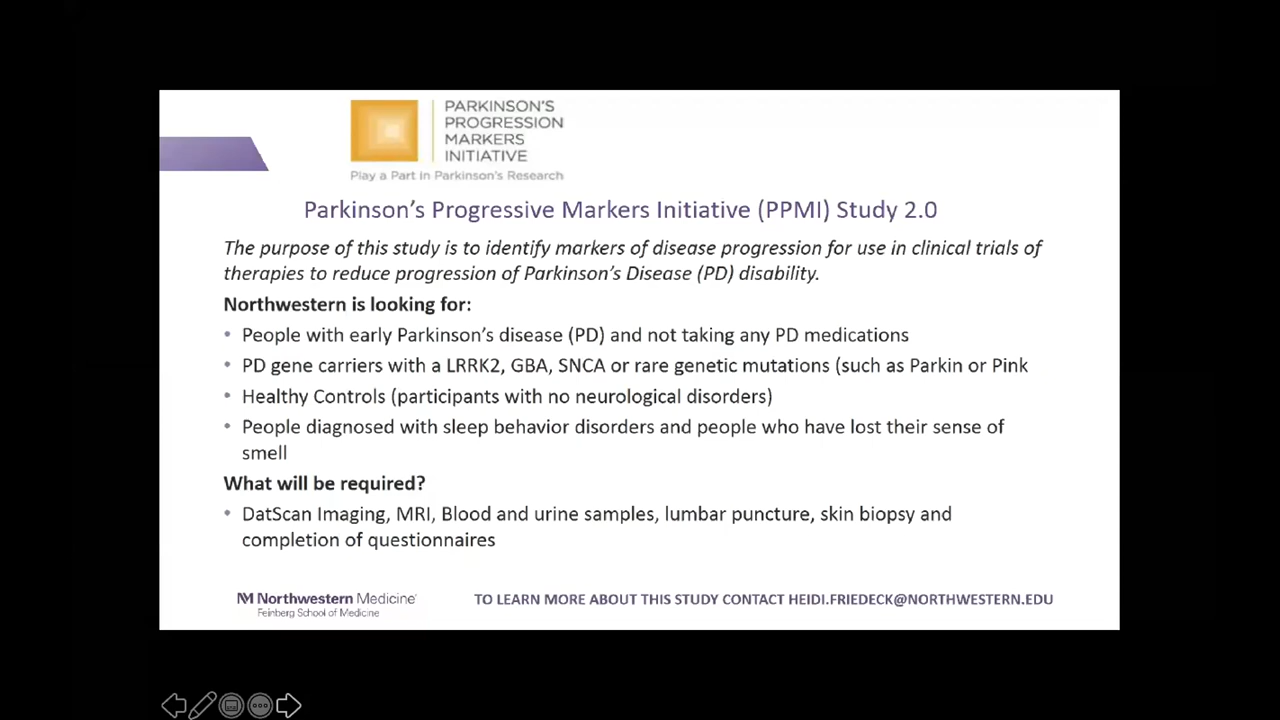 PARKINSON'S
PROGRESSION
MARKERS
INITIATIVE
Play a Part in Parkinson's Research
Parkinson's Progressive Markers Initiative (PPMI) Study 2.0
The purpose of this study is to identify markers of disease progression for use in clinical trials of
therapies to reduce progression of Parkinson's Disease (PD) disability.
Northwestern is looking for:
• People with early Parkinson's disease (PD) and not taking any PD medications
• PD gene carriers with a LRRK2, GBA, SNCA or rare genetic mutations (such as Parkin or Pink
• Healthy Controls (participants with no neurological disorders)
• People diagnosed with sleep behavior disorders and people who have lost their sense of
smell
What will be required?
• DatScan Imaging, MRI, Blood and urine samples, lumbar puncture, skin biopsy and
completion of questionnaires
M Northwestern Medicine®
Feinberg School of Medicine
TO LEARN MORE ABOUT THIS STUDY CONTACT HEIDI.FRIEDECK@NORTHWESTERN.EDU